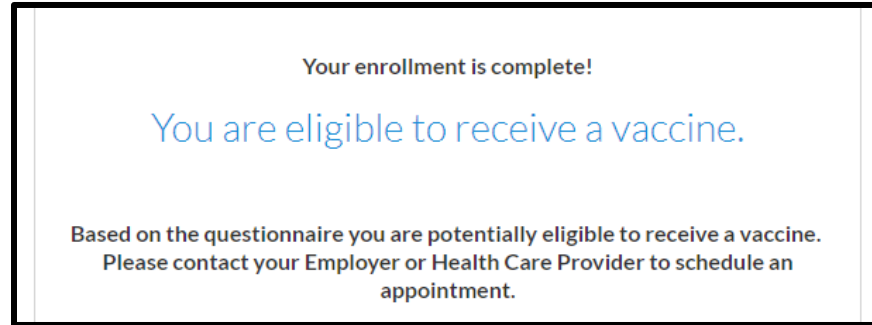 Your enrollment is complete!
You are eligible to receive a vaccine.
Based on the questionnaire you are potentially eligible to receive a vaccine.
Please contact your Employer or Health Care Provider to schedule an
appointment.